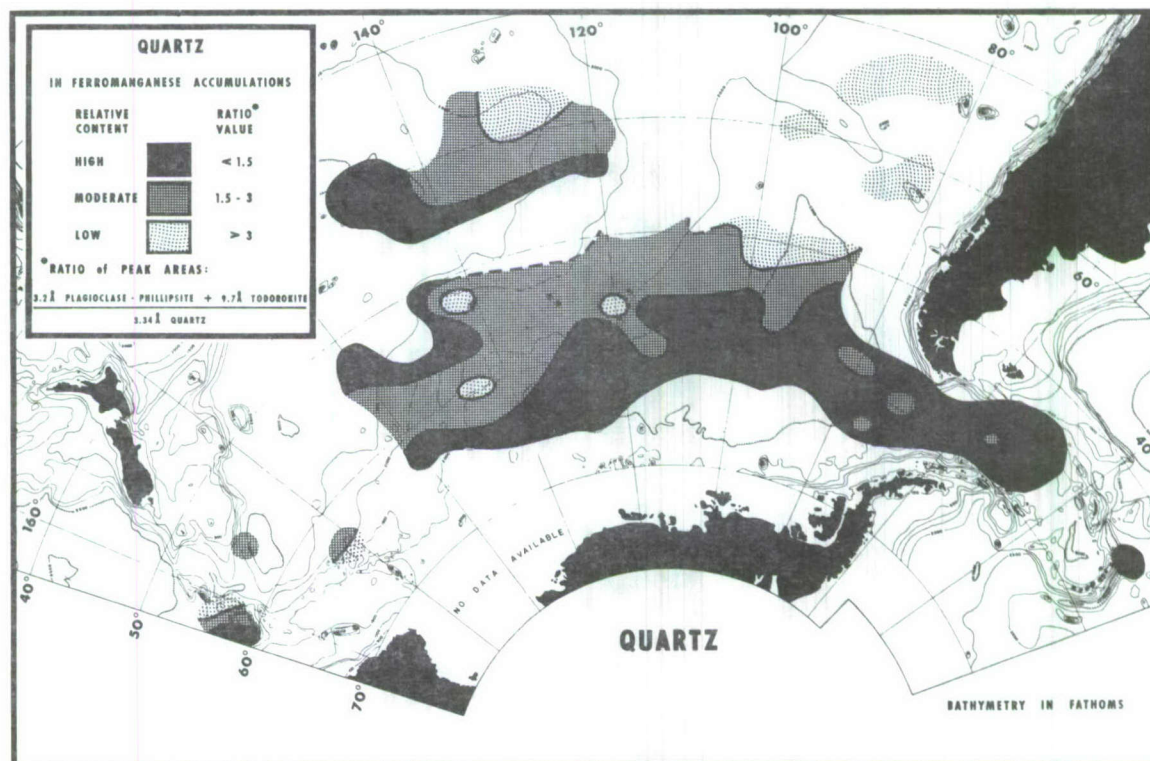 QUARTZ
IN FERROMANGANESE ACCUMULATIONS
RELATIVE CONTENT RATIO● VALUE
HIGH < 1.5
MODERATE 1.5 - 3
LOW > 3
●RATIO of PEAK AREAS:
3.2Å PLAGIOCLASE - PHILLIPSITE + 9.7Å TODOROKITE
3.34Å QUARTZ
140°
120°
100°
80°
60°
40
160°
40°
50°
60°
70°
NO DATA AVAILABLE
QUARTZ
BATHYMETRY IN FATHOMS